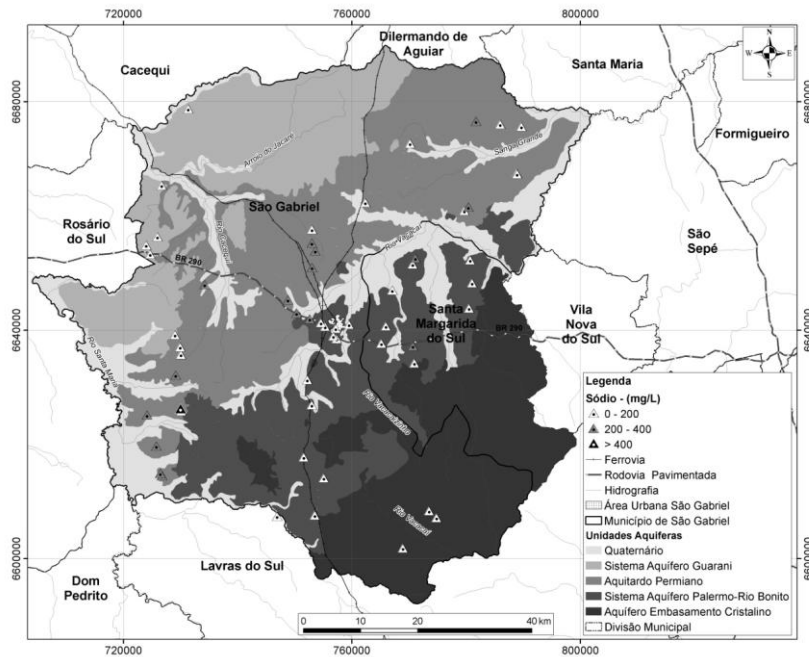 720000
760000
800000
Dilermando de
Aguiar
Santa Maria
Cacequi
N
W
E
S
6680000
6680000
Formigueiro
Arroio do Jacaré
Sanga Grande
São Gabriel
Rosário
do Sul
Rio Cacequi
São
Sepé
BR 290
Santa
Margarida
do Sul
Vila
Nova
do Sul
6640000
6640000
BR 290
Rio Santa Maria
Rio Vacacaí
6600000
6600000
Lavras do Sul
Dom
Pedrito
Legenda
Sódio - (mg/L)
0 - 200
200 - 400
> 400
Ferrovia
Rodovia Pavimentada
Hidrografia
Área Urbana São Gabriel
Município de São Gabriel
Unidades Aquíferas
Quaternário
Sistema Aquífero Guarani
Aquitardo Permiano
Sistema Aquífero Palermo-Rio Bonito
Aquífero Embasamento Cristalino
Divisão Municipal
0
10
20
40
km
720000
760000
800000